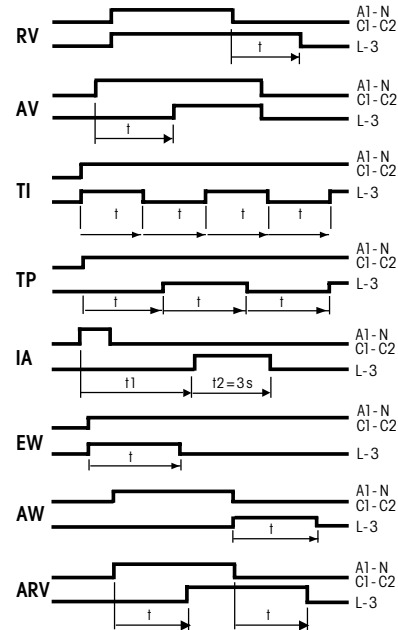 RV
A1-N
C1-C2
L-3
t
AV
A1-N
C1-C2
L-3
t
TI
A1-N
C1-C2
L-3
t t t t
TP
A1-N
C1-C2
L-3
t t t
IA
A1-N
C1-C2
L-3
t1 t2=3s
EW
A1-N
C1-C2
L-3
t
AW
A1-N
C1-C2
L-3
t
ARV
A1-N
C1-C2
L-3
t t